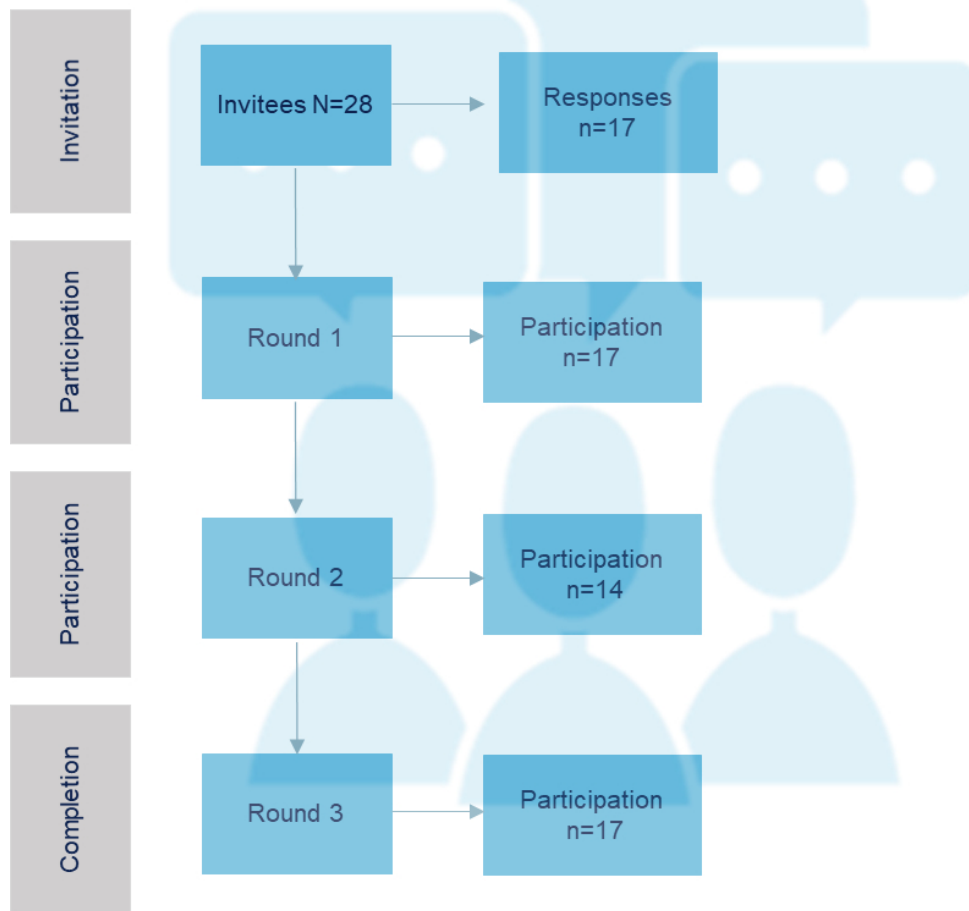 Invitation
Invitees N=28
Responses
n=17
Participation
Round 1
Participation
n=17
Participation
Round 2
Participation
n=14
Completion
Round 3
Participation
n=17